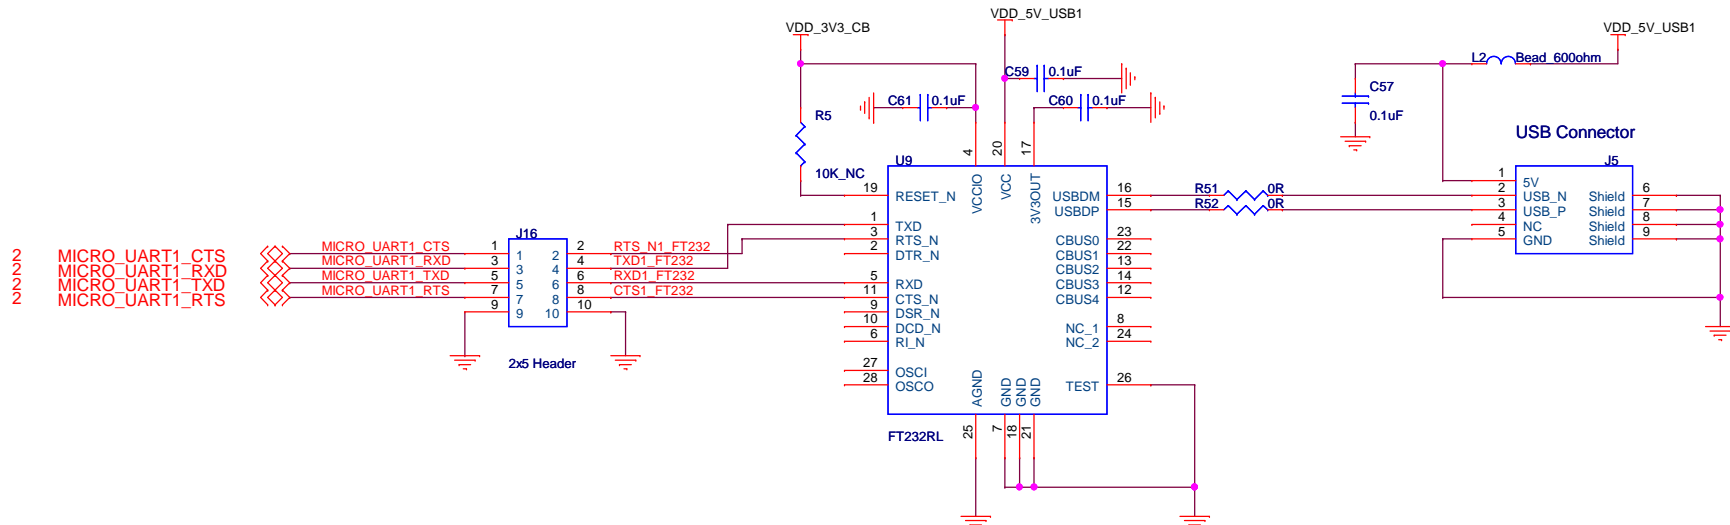 VDD_5V_USB1
VDD_3V3_CB
VDD_5V_USB1
C59 0.1uF
L2 Bead_600ohm
C61 0.1uF
C60 0.1uF
C57
0.1uF
R5
10K_NC
USB Connector
U9
J5
4 20 17
VCCIO VCC 3V3OUT
19 RESET_N
1 TXD
3 RTS_N
2 DTR_N
5 RXD
11 CTS_N
9 DSR_N
10 DCD_N
6 RI_N
27 OSCI
28 OSCO
USBDM 16
USBDP 15
CBUS0 23
CBUS1 22
CBUS2 13
CBUS3 14
CBUS4 12
NC_1 8
NC_2 24
TEST 26
AGND GND GND GND
25 7 18 21
FT232RL
R51 0R
R52 0R
1 5V
2 USB_N Shield 6
3 USB_P Shield 7
4 NC Shield 8
5 GND Shield 9
J16
2 MICRO_UART1_CTS MICRO_UART1_CTS 1 1 2 2 RTS_N1_FT232
2 MICRO_UART1_RXD MICRO_UART1_RXD 3 3 4 4 TXD1_FT232
2 MICRO_UART1_TXD MICRO_UART1_TXD 5 5 6 6 RXD1_FT232
2 MICRO_UART1_RTS MICRO_UART1_RTS 7 7 8 8 CTS1_FT232
9 9 10 10
2x5 Header